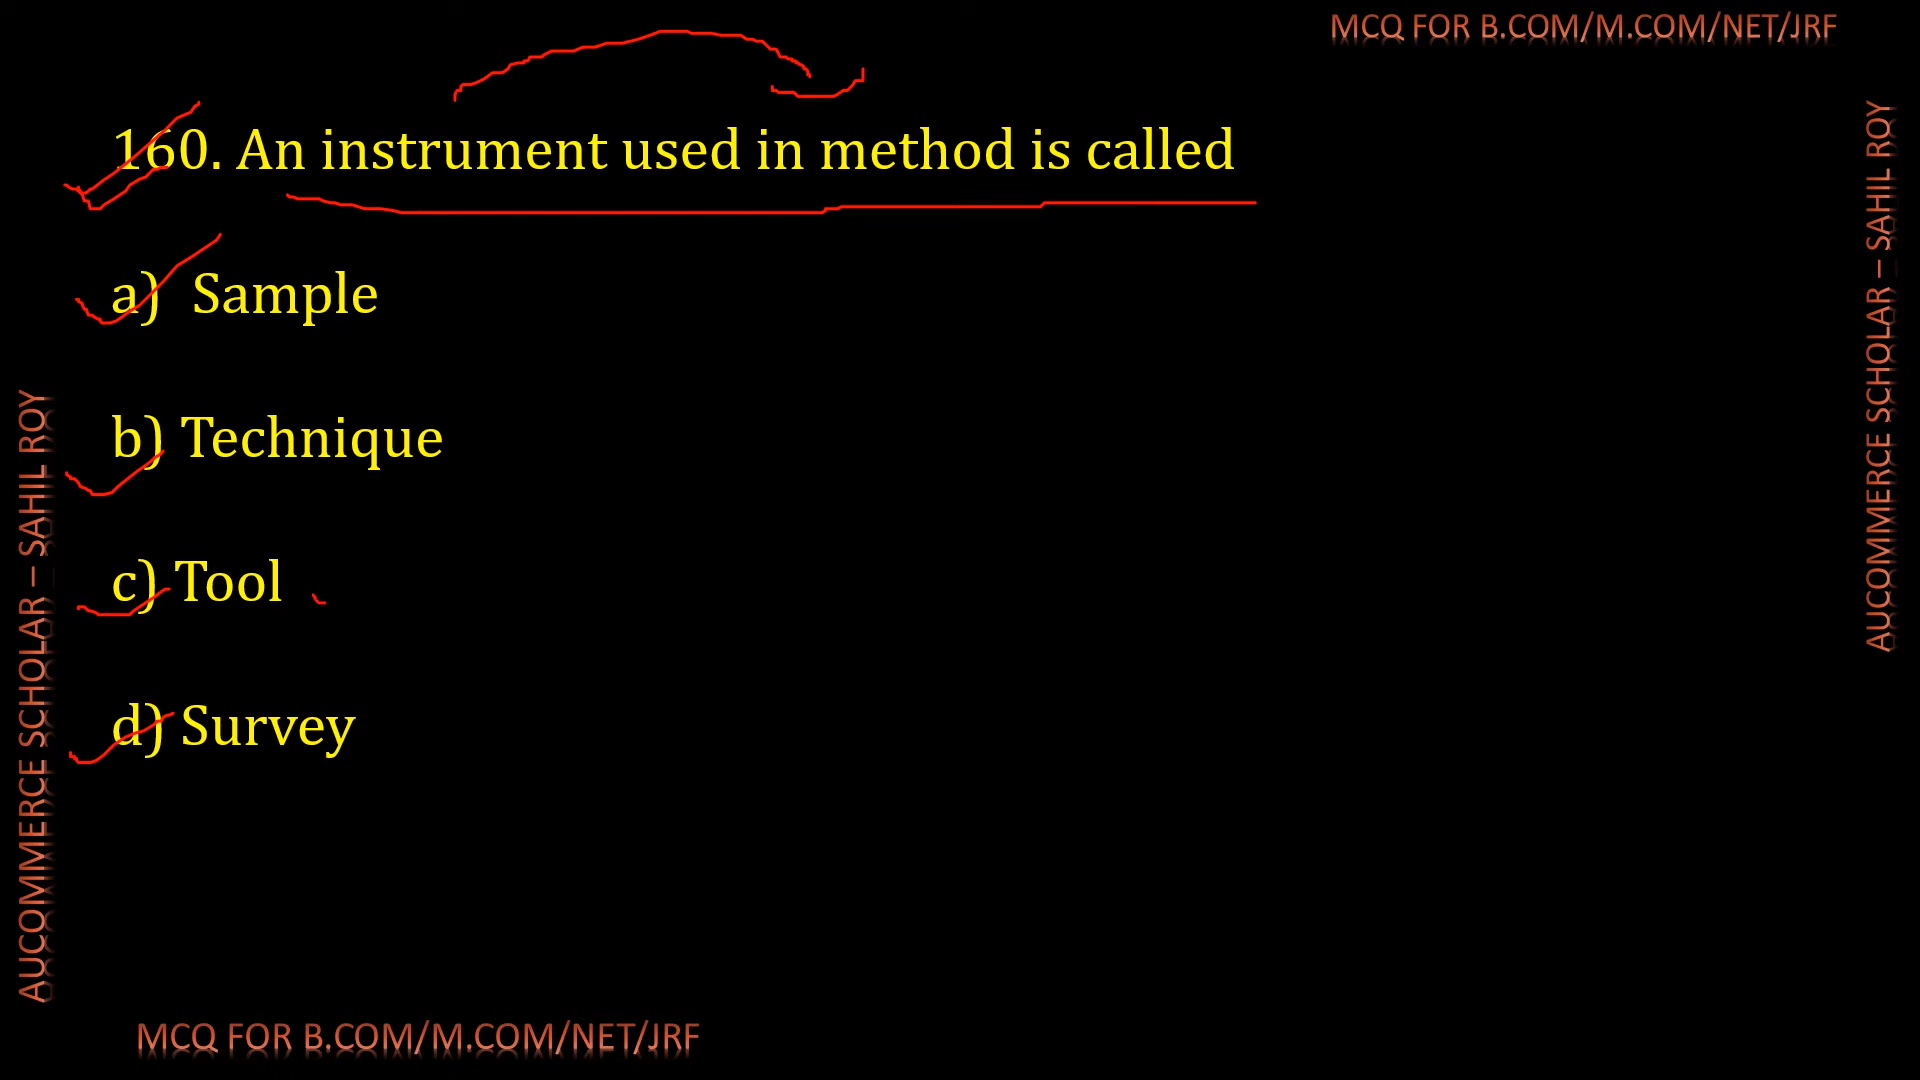 MCQ FOR B.COM/M.COM/NET/JRF
160. An instrument used in method is called
a) Sample
b) Technique
c) Tool
d) Survey
AUCOMMERCE SCHOLAR – SAHIL ROY
AUCOMMERCE SCHOLAR – SAHIL ROY
MCQ FOR B.COM/M.COM/NET/JRF